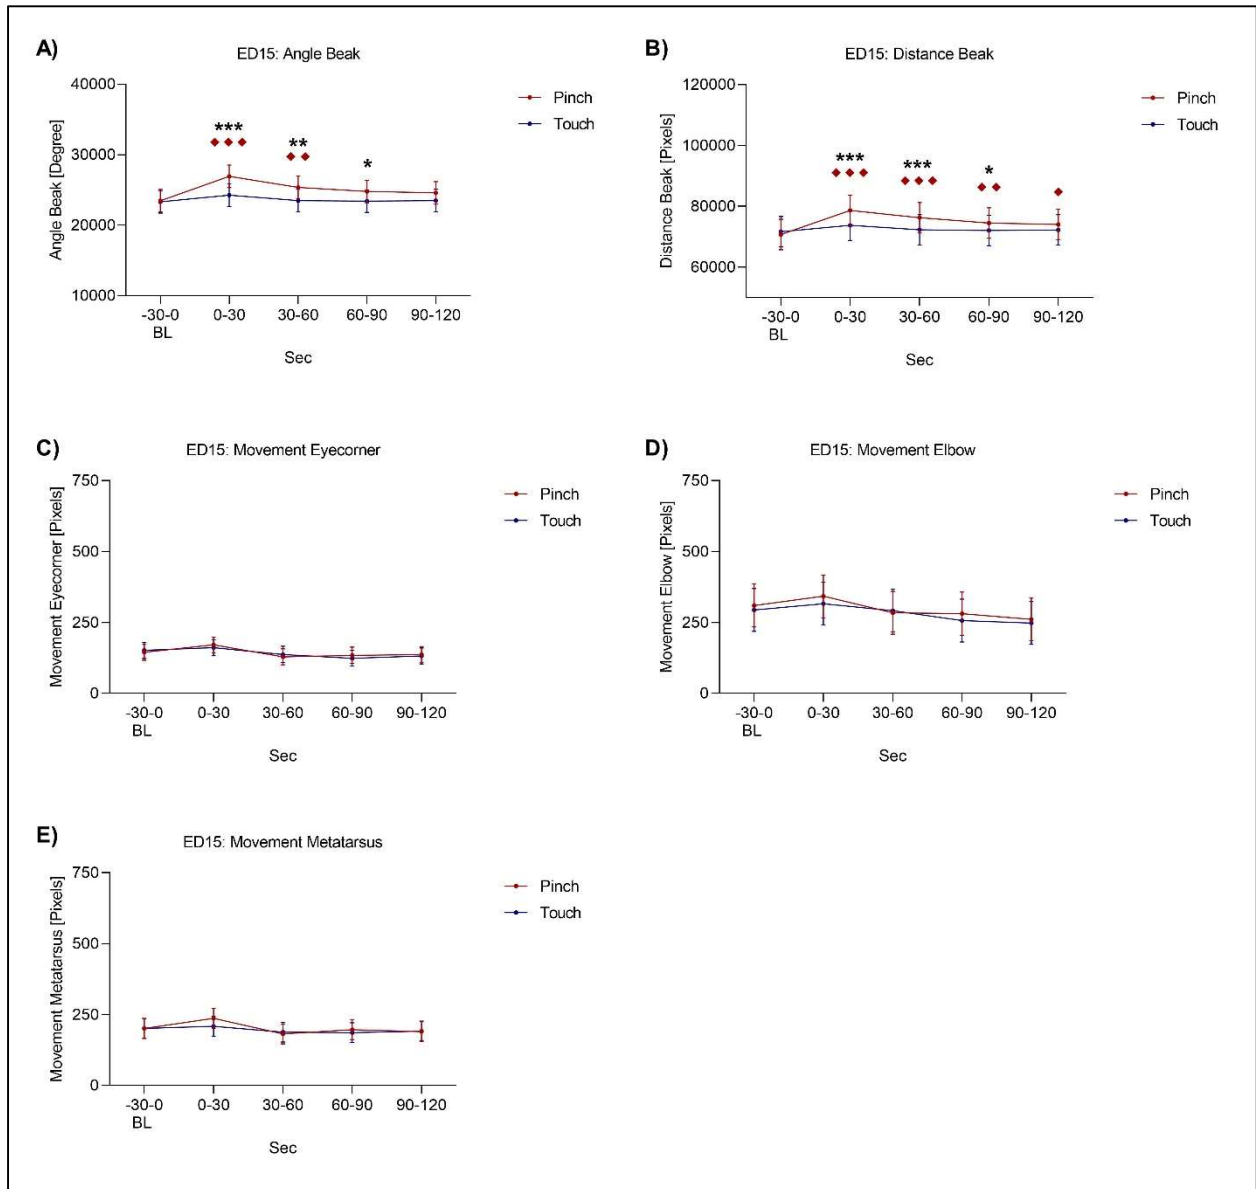 A)
ED15: Angle Beak
Angle Beak [Degree]
40000
30000
20000
10000
***
**
*
-30-0
BL
0-30
30-60
60-90
90-120
Sec
Pinch
Touch
B)
ED15: Distance Beak
Distance Beak [Pixels]
120000
100000
80000
60000
***
***
*
-30-0
BL
0-30
30-60
60-90
90-120
Sec
Pinch
Touch
C)
ED15: Movement Eyecorner
Movement Eyecorner [Pixels]
750
500
250
0
-30-0
BL
0-30
30-60
60-90
90-120
Sec
Pinch
Touch
D)
ED15: Movement Elbow
Movement Elbow [Pixels]
750
500
250
0
-30-0
BL
0-30
30-60
60-90
90-120
Sec
Pinch
Touch
E)
ED15: Movement Metatarsus
Movement Metatarsus [Pixels]
750
500
250
0
-30-0
BL
0-30
30-60
60-90
90-120
Sec
Pinch
Touch